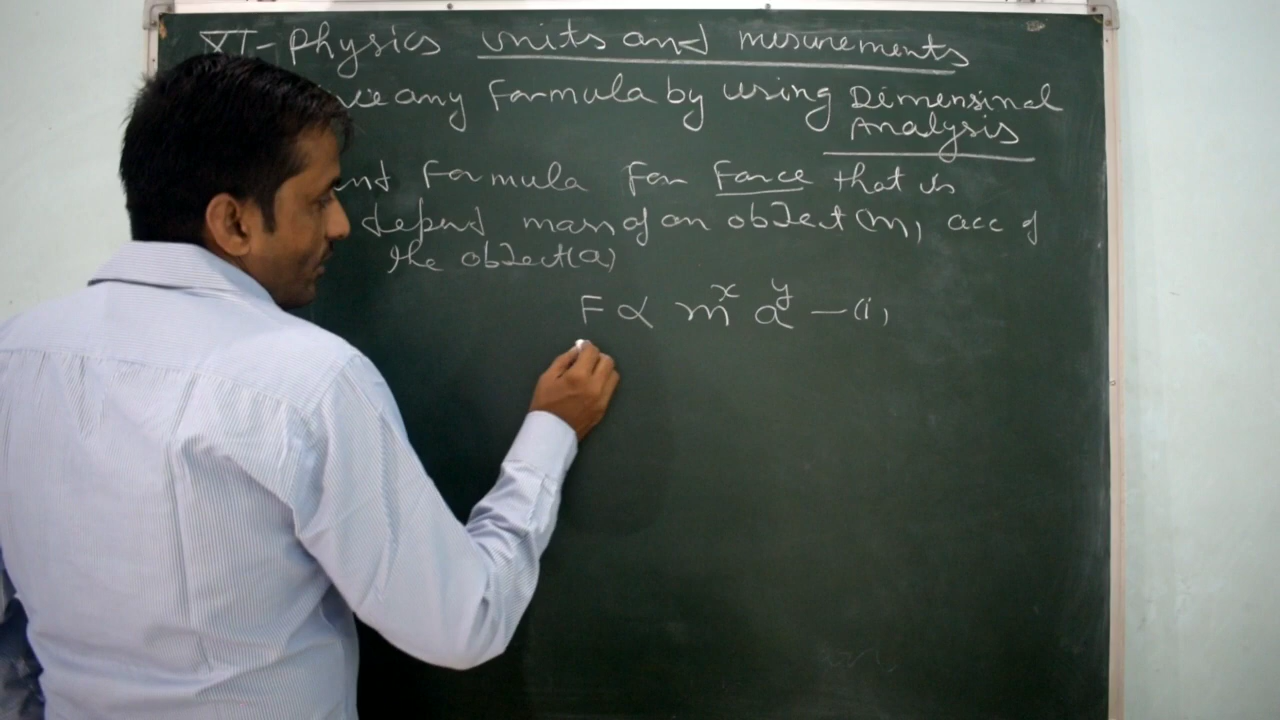 XI - Physics units and mesurements
any Formula by using Dimensinal
Analysis
Formula For Force that is
depend mass of an object (m), acc of
the object (a)
F ∝ m^x a^y — (i)